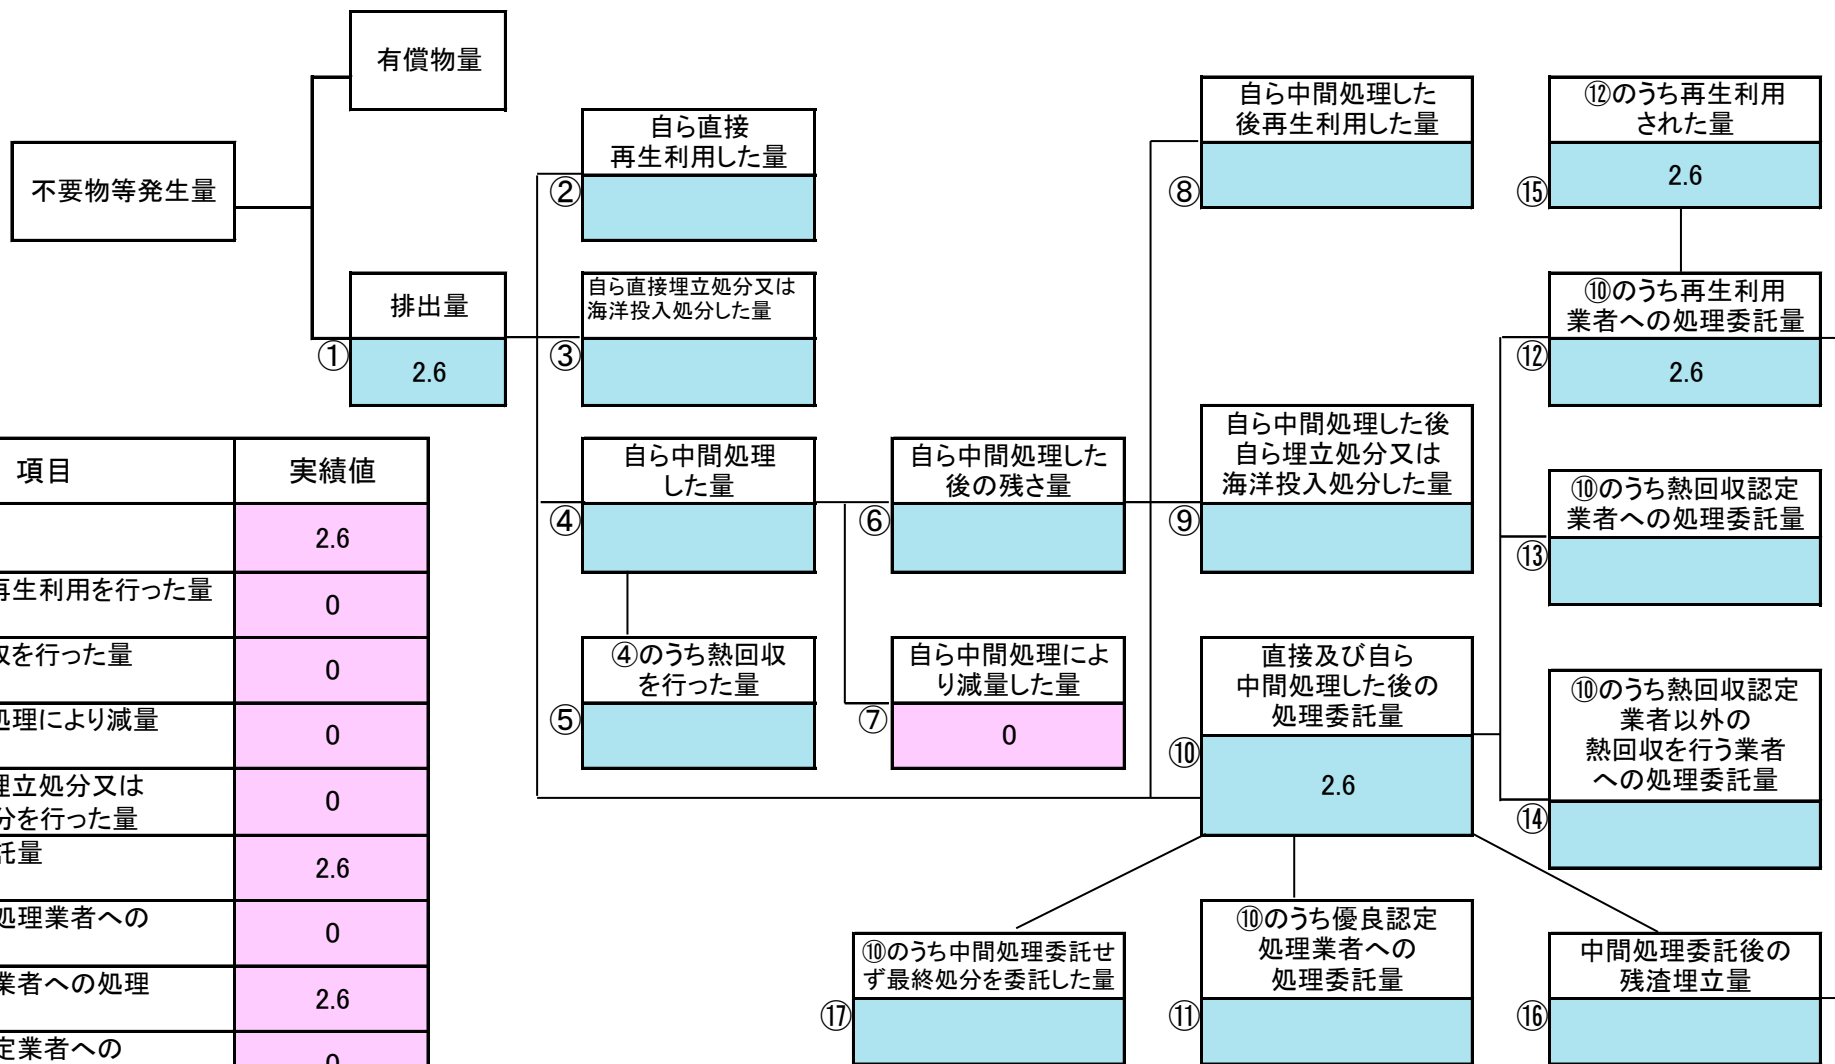 有償物量
不要物等発生量
排出量
①
2.6
自ら直接
再生利用した量
②
自ら直接埋立処分又は
海洋投入処分した量
③
自ら中間処理
した量
④
④のうち熱回収
を行った量
⑤
自ら中間処理した
後の残さ量
⑥
自ら中間処理によ
り減量した量
⑦
0
自ら中間処理した
後再生利用した量
⑧
自ら中間処理した後
自ら埋立処分又は
海洋投入処分した量
⑨
直接及び自ら
中間処理した後の
処理委託量
⑩
2.6
⑫のうち再生利用
された量
⑮
2.6
⑩のうち再生利用
業者への処理委託量
⑫
2.6
⑩のうち熱回収認定
業者への処理委託量
⑬
⑩のうち熱回収認定
業者以外の
熱回収を行う業者
への処理委託量
⑭
⑩のうち中間処理委託せ
ず最終処分を委託した量
⑰
⑩のうち優良認定
処理業者への
処理委託量
⑪
中間処理委託後の
残渣埋立量
⑯
項目
実績値
2.6
再生利用を行った量
0
を行った量
0
処理により減量
0
埋立処分又は
分を行った量
0
託量
2.6
処理業者への
0
業者への処理
2.6
定業者への
0